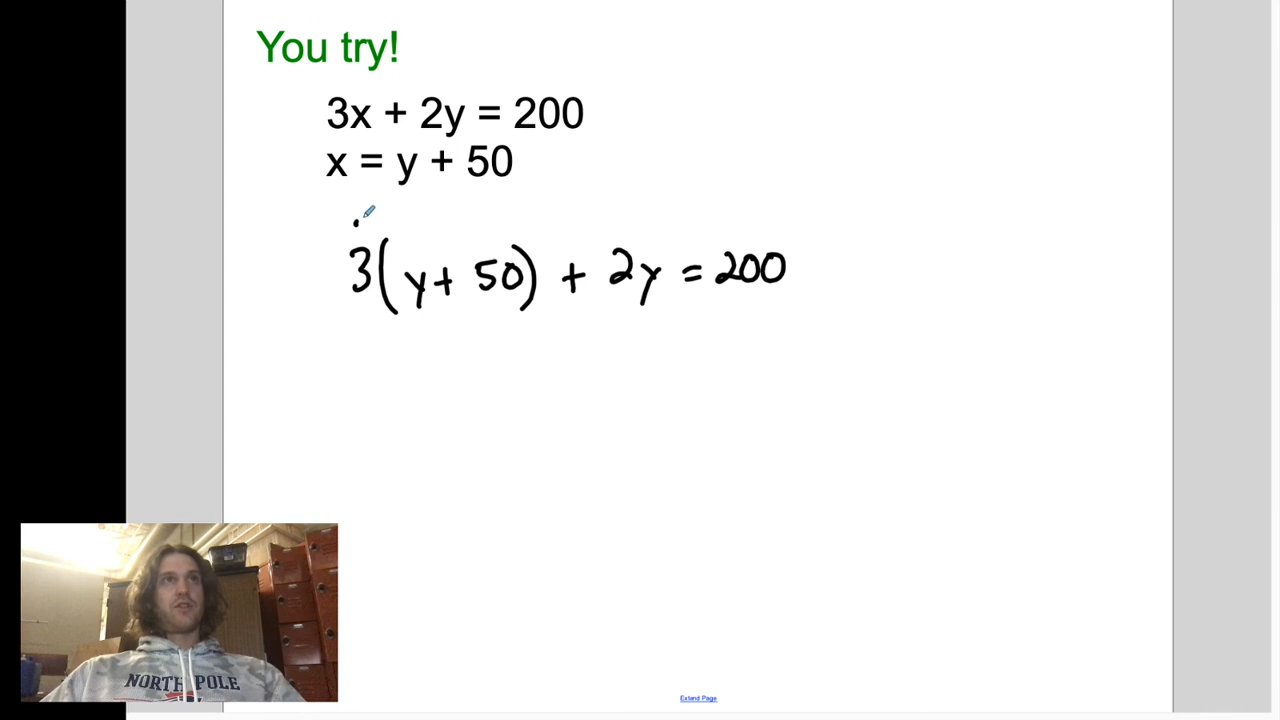 You try!
3x + 2y = 200
x = y + 50
3(y+ 50) + 2y = 200
NORTH POLE
Extend Page